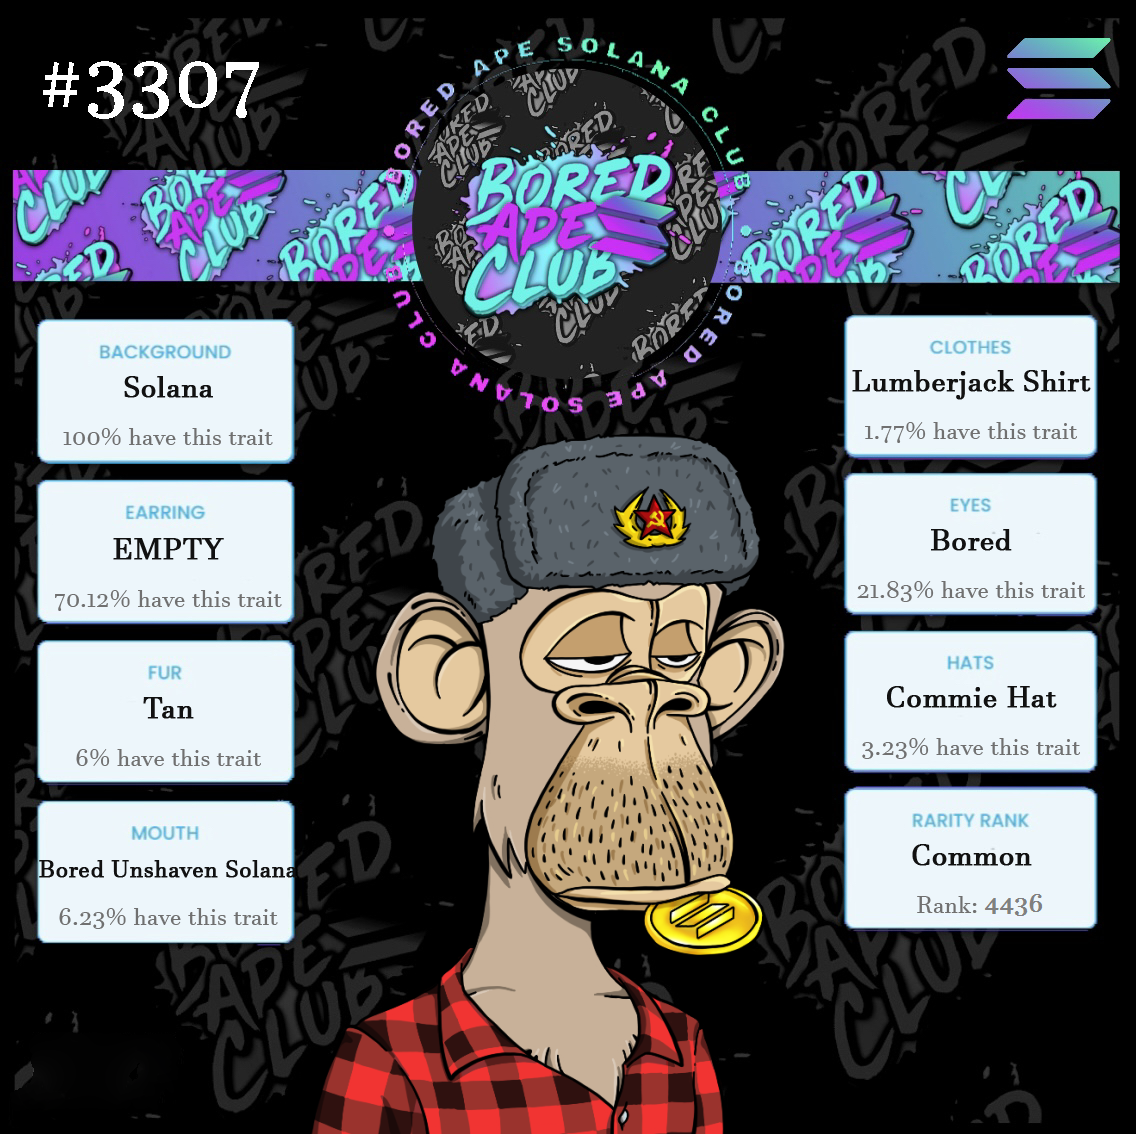 #3307
BORED APE SOLANA CLUB
BORED APE SOLANA CLUB
BORED
APE
CLUB
BACKGROUND
Solana
100% have this trait
EARRING
EMPTY
70.12% have this trait
FUR
Tan
6% have this trait
MOUTH
Bored Unshaven Solana
6.23% have this trait
CLOTHES
Lumberjack Shirt
1.77% have this trait
EYES
Bored
21.83% have this trait
HATS
Commie Hat
3.23% have this trait
RARITY RANK
Common
Rank: 4436